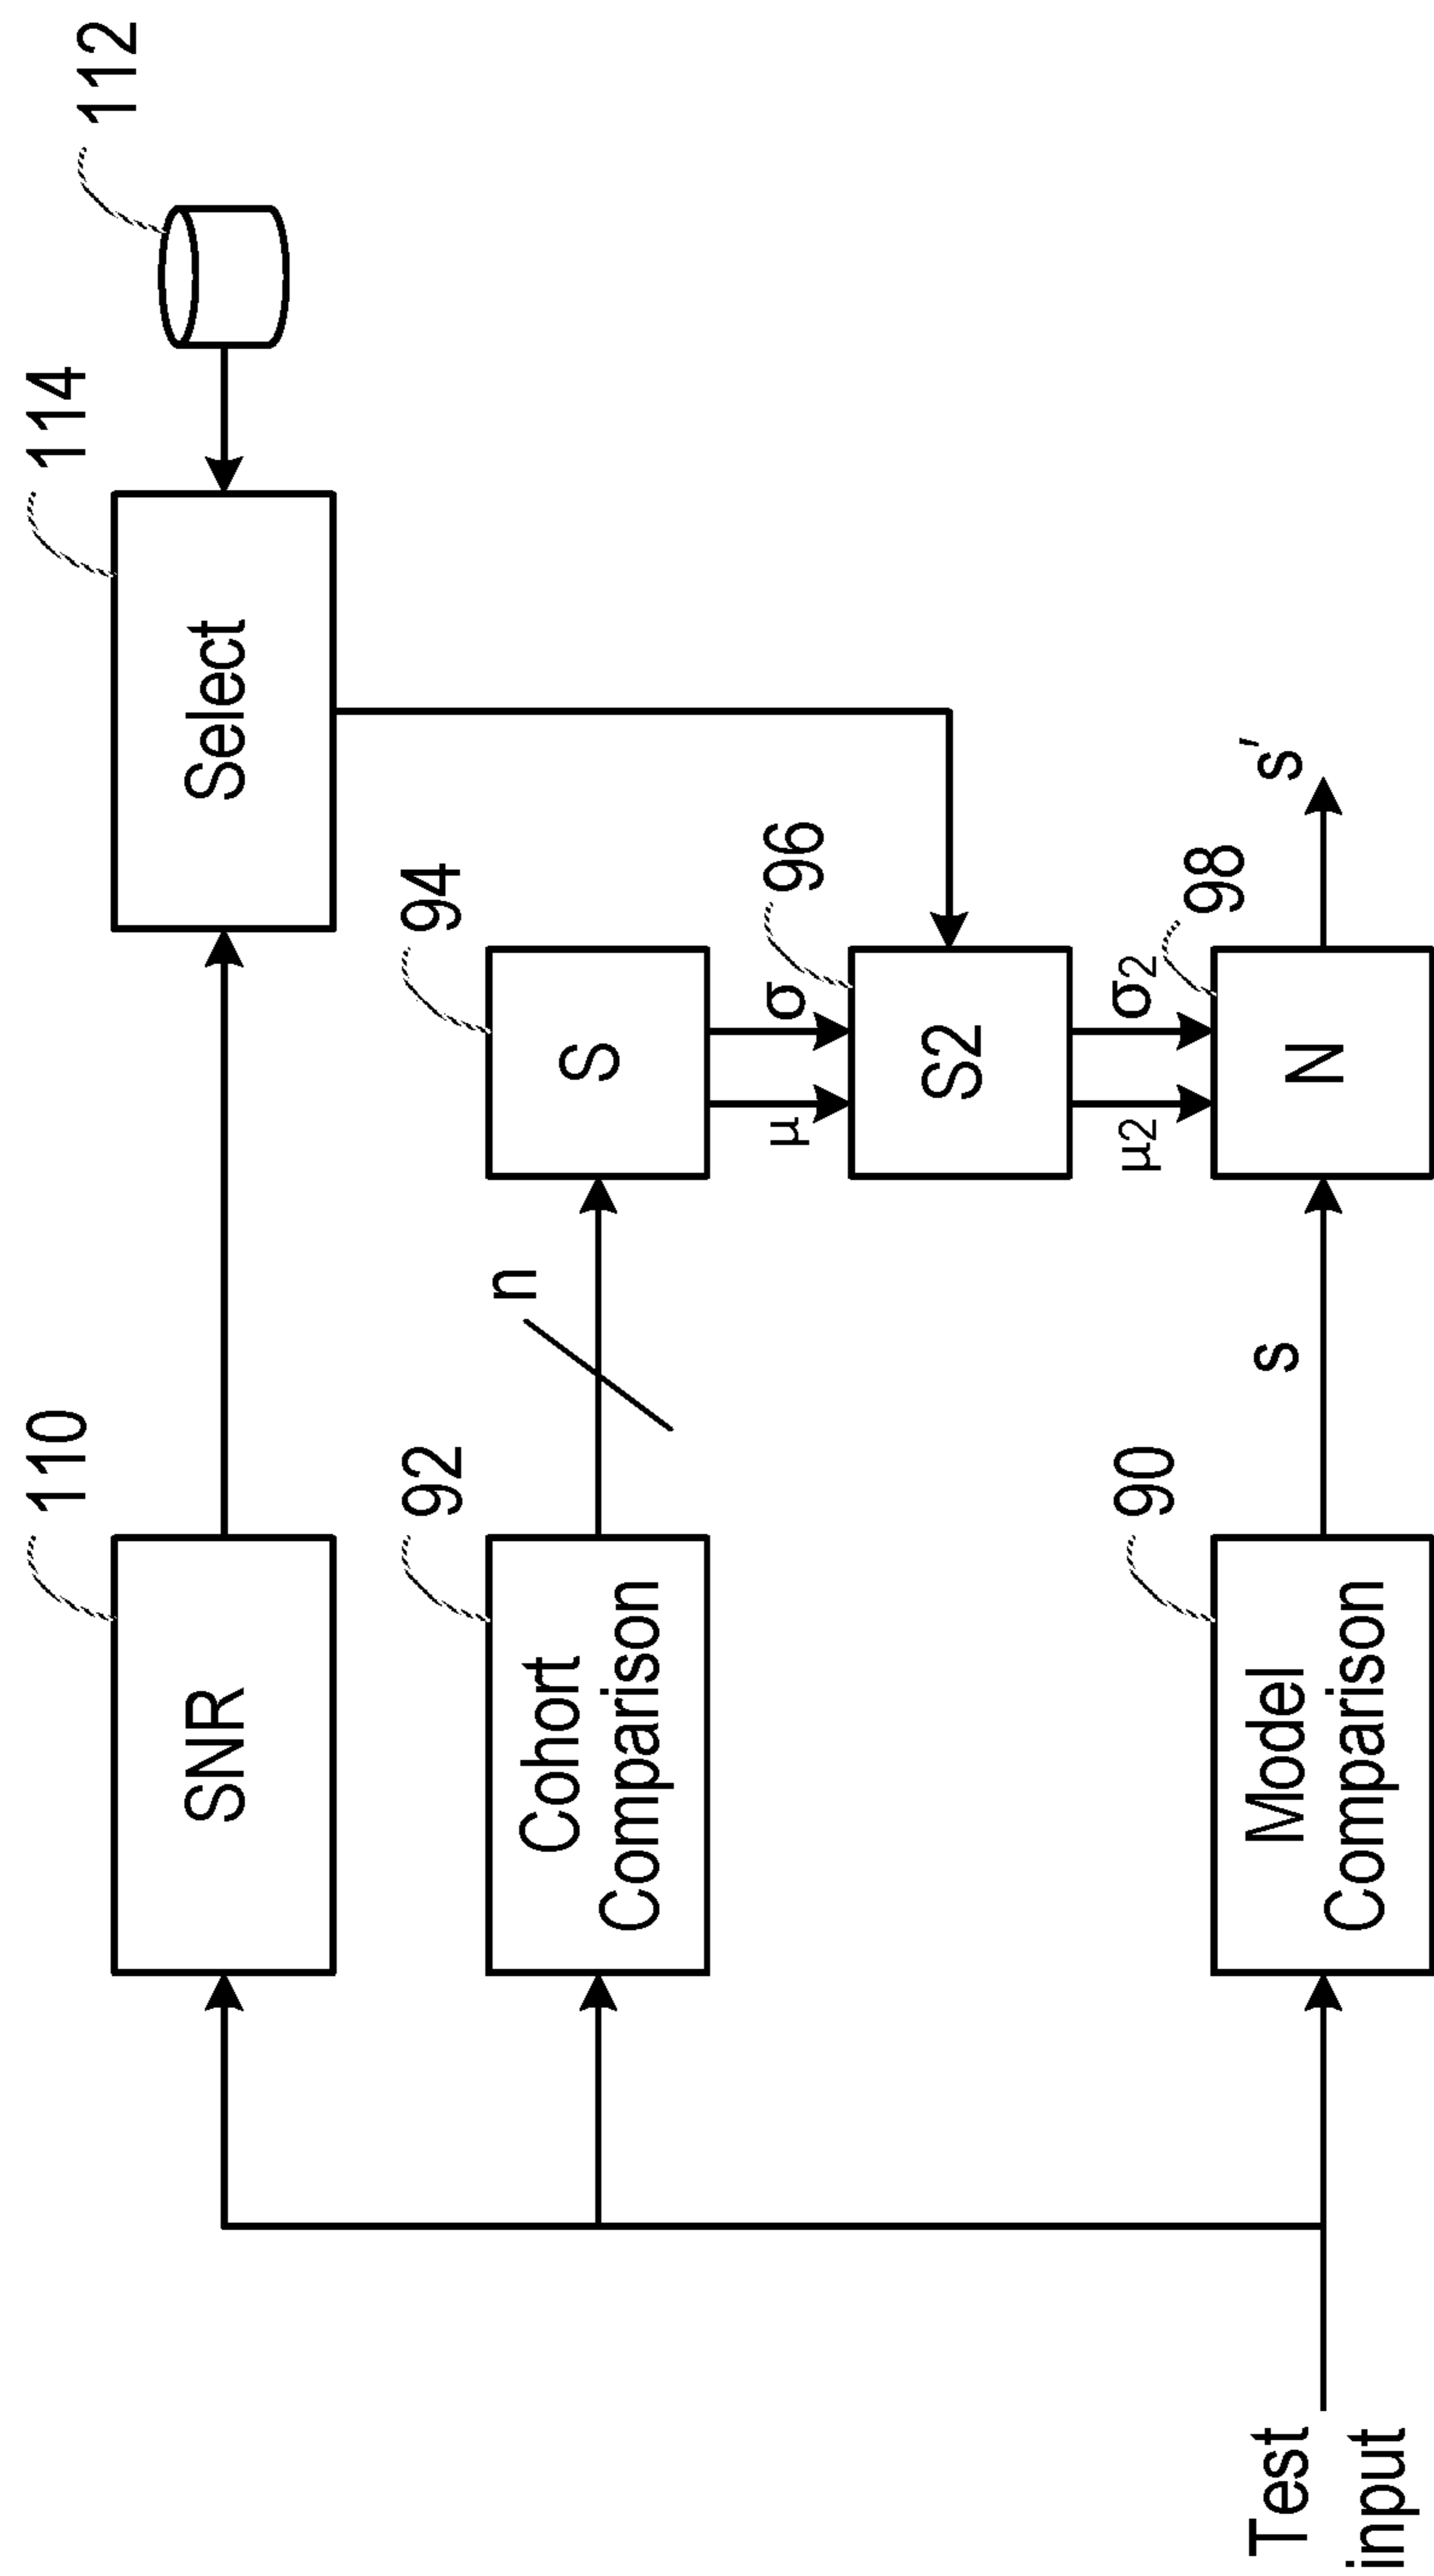 110
114
112
SNR
Select
92
94
n
Cohort
Comparison
S
μ
σ
96
S2
μ2
σ2
90
98
s
s'
Model
Comparison
N
Test
input